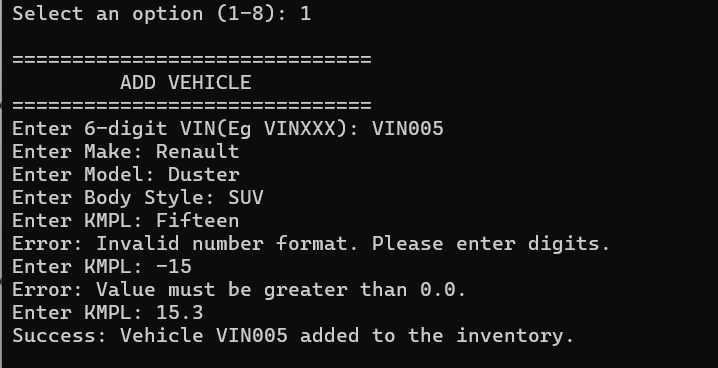 Select an option (1-8): 1
==============================
ADD VEHICLE
==============================
Enter 6-digit VIN(Eg VINXXX): VIN005
Enter Make: Renault
Enter Model: Duster
Enter Body Style: SUV
Enter KMPL: Fifteen
Error: Invalid number format. Please enter digits.
Enter KMPL: -15
Error: Value must be greater than 0.0.
Enter KMPL: 15.3
Success: Vehicle VIN005 added to the inventory.